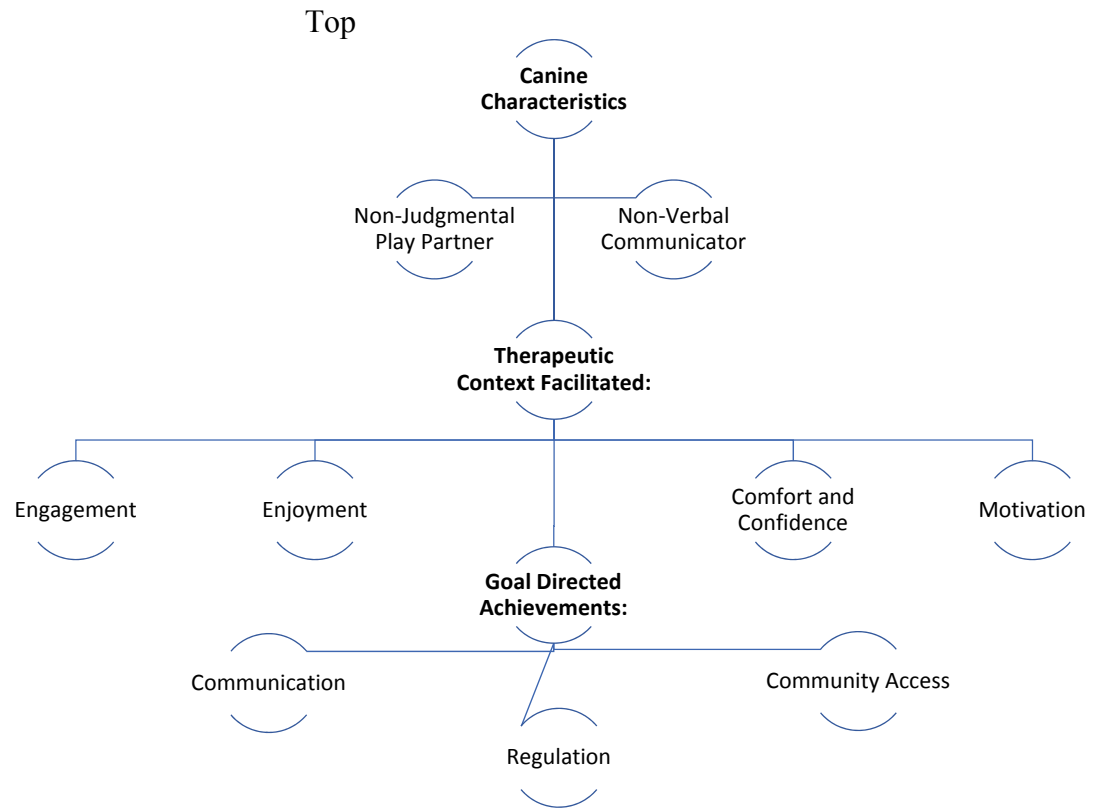 Top
Canine
Characteristics
Non-Judgmental
Play Partner
Non-Verbal
Communicator
Therapeutic
Context Facilitated:
Engagement
Enjoyment
Comfort and
Confidence
Motivation
Goal Directed
Achievements:
Communication
Regulation
Community Access